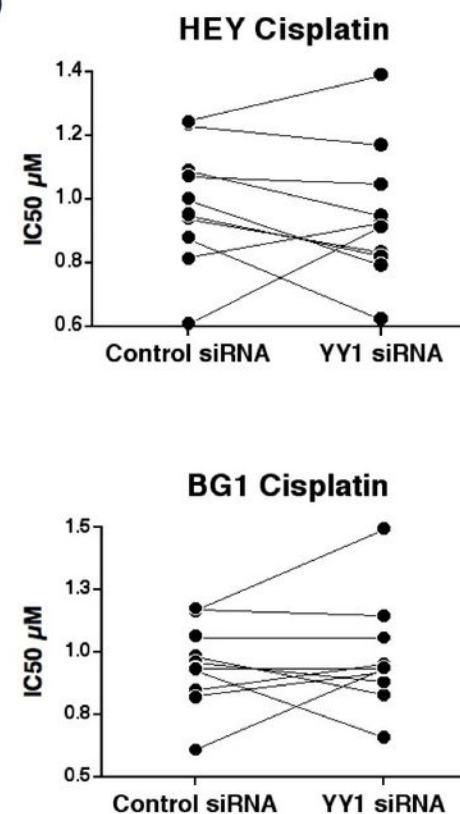 )
HEY Cisplatin
1.4
1.2
1.0
0.8
0.6
IC50 µM
Control siRNA YY1 siRNA
BG1 Cisplatin
1.5
1.3
1.0
0.8
0.5
IC50 µM
Control siRNA YY1 siRNA